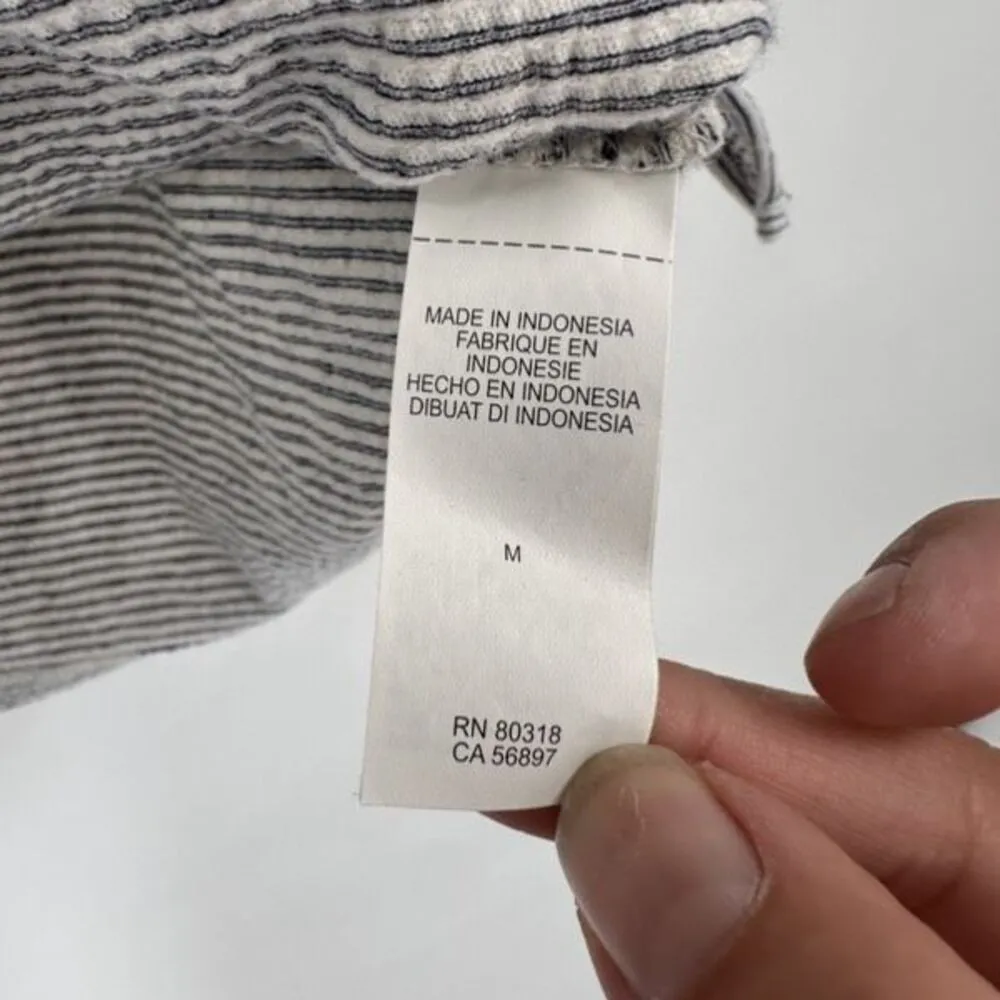 MADE IN INDONESIA
FABRIQUE EN
INDONESIE
HECHO EN INDONESIA
DIBUAT DI INDONESIA
M
RN 80318
CA 56897